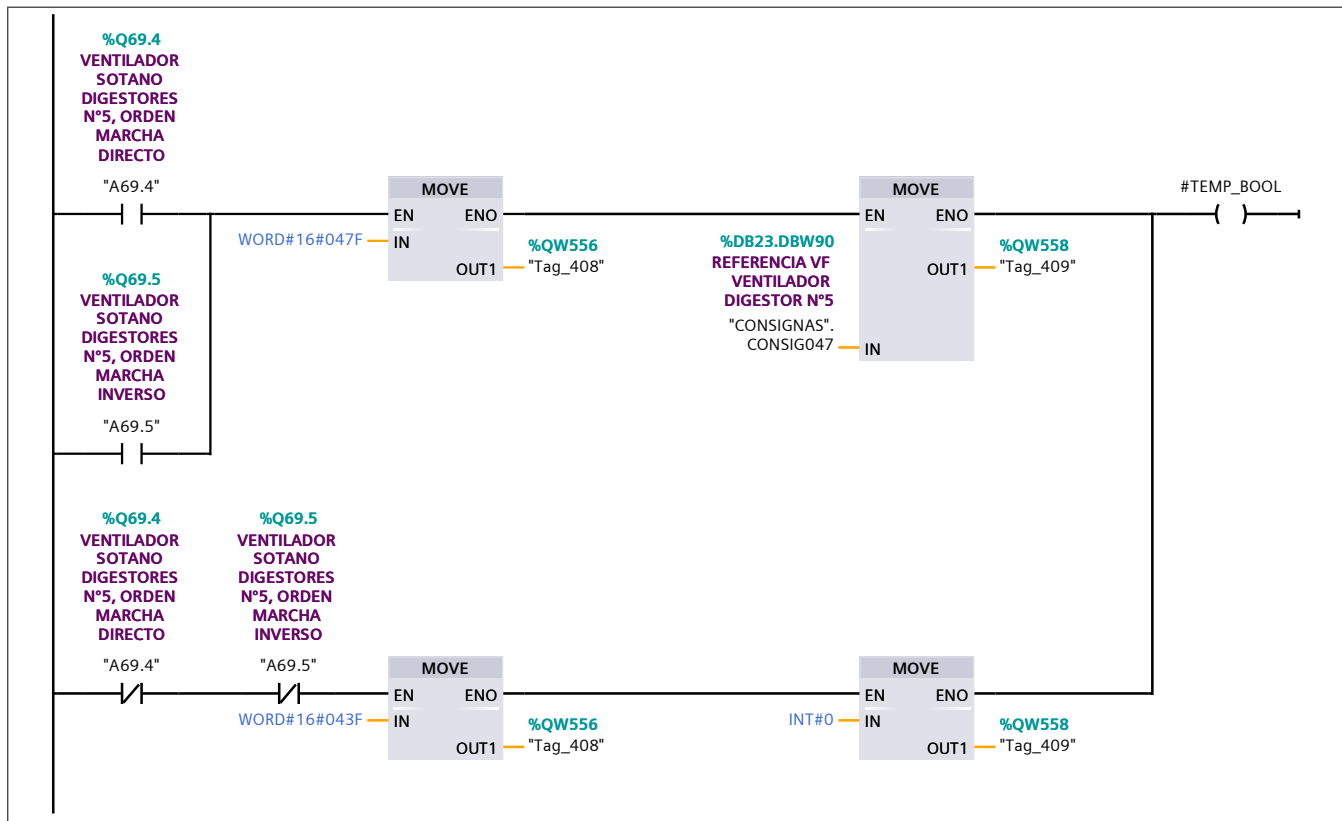 %Q69.4
VENTILADOR
SOTANO
DIGESTORES
Nº5, ORDEN
MARCHA
DIRECTO
"A69.4"
MOVE
EN ENO
WORD#16#047F
IN
OUT1
%QW556
"Tag_408"
MOVE
EN ENO
%DB23.DBW90
REFERENCIA VF
VENTILADOR
DIGESTOR Nº5
"CONSIGNAS".
CONSIG047
IN
OUT1
%QW558
"Tag_409"
#TEMP_BOOL
%Q69.5
VENTILADOR
SOTANO
DIGESTORES
Nº5, ORDEN
MARCHA
INVERSO
"A69.5"
%Q69.4
VENTILADOR
SOTANO
DIGESTORES
Nº5, ORDEN
MARCHA
DIRECTO
"A69.4"
%Q69.5
VENTILADOR
SOTANO
DIGESTORES
Nº5, ORDEN
MARCHA
INVERSO
"A69.5"
MOVE
EN ENO
WORD#16#043F
IN
OUT1
%QW556
"Tag_408"
MOVE
EN ENO
INT#0
IN
OUT1
%QW558
"Tag_409"